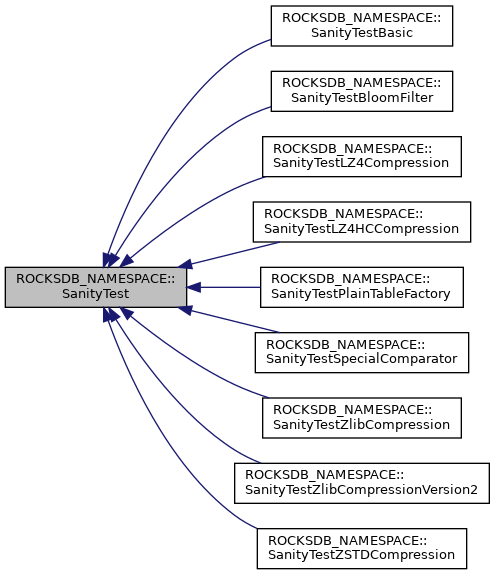 ROCKSDB_NAMESPACE::
SanityTestBasic
ROCKSDB_NAMESPACE::
SanityTestBloomFilter
ROCKSDB_NAMESPACE::
SanityTestLZ4Compression
ROCKSDB_NAMESPACE::
SanityTestLZ4HCCompression
ROCKSDB_NAMESPACE::
SanityTest
ROCKSDB_NAMESPACE::
SanityTestPlainTableFactory
ROCKSDB_NAMESPACE::
SanityTestSpecialComparator
ROCKSDB_NAMESPACE::
SanityTestZlibCompression
ROCKSDB_NAMESPACE::
SanityTestZlibCompressionVersion2
ROCKSDB_NAMESPACE::
SanityTestZSTDCompression